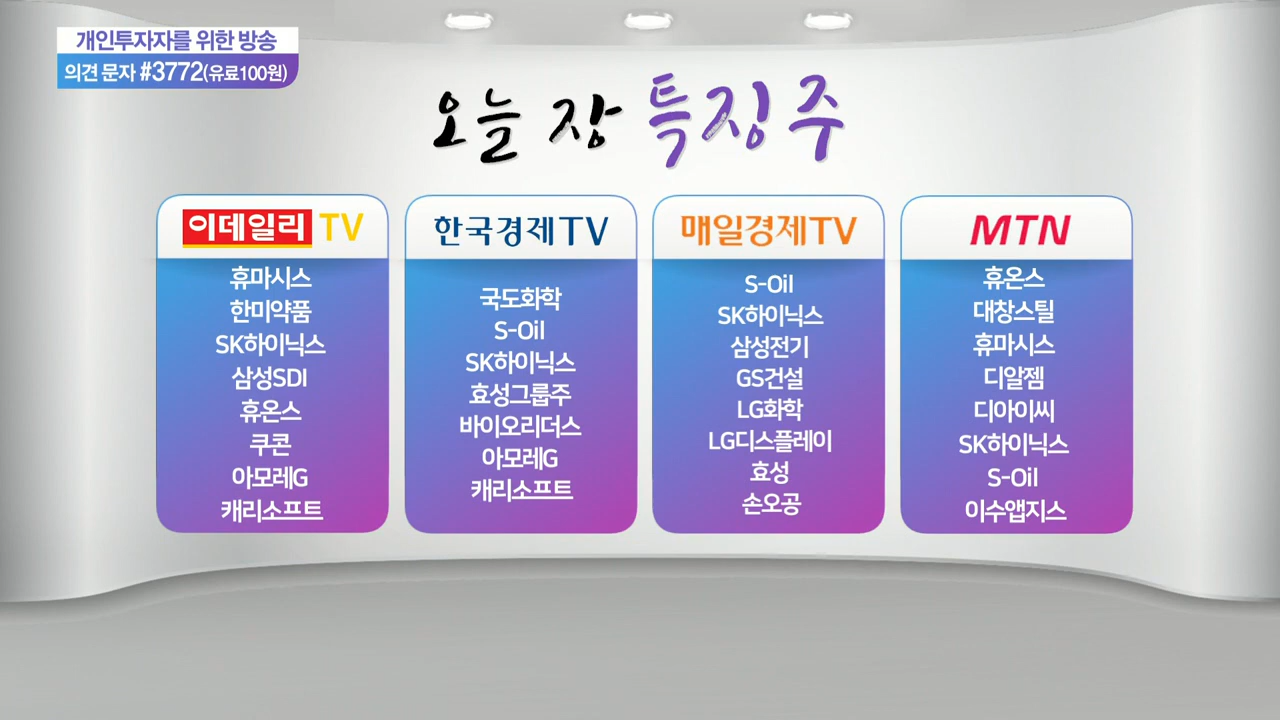 개인투자자를 위한 방송
의견 문자 #3772(유료100원)
오늘 장 특징주
이데일리 TV
휴마시스
한미약품
SK하이닉스
삼성SDI
휴온스
쿠콘
아모레G
캐리소프트
한국경제TV
국도화학
S-Oil
SK하이닉스
효성그룹주
바이오리더스
아모레G
캐리소프트
매일경제TV
S-Oil
SK하이닉스
삼성전기
GS건설
LG화학
LG디스플레이
효성
손오공
MTN
휴온스
대창스틸
휴마시스
디알젬
디아이씨
SK하이닉스
S-Oil
이수앱지스